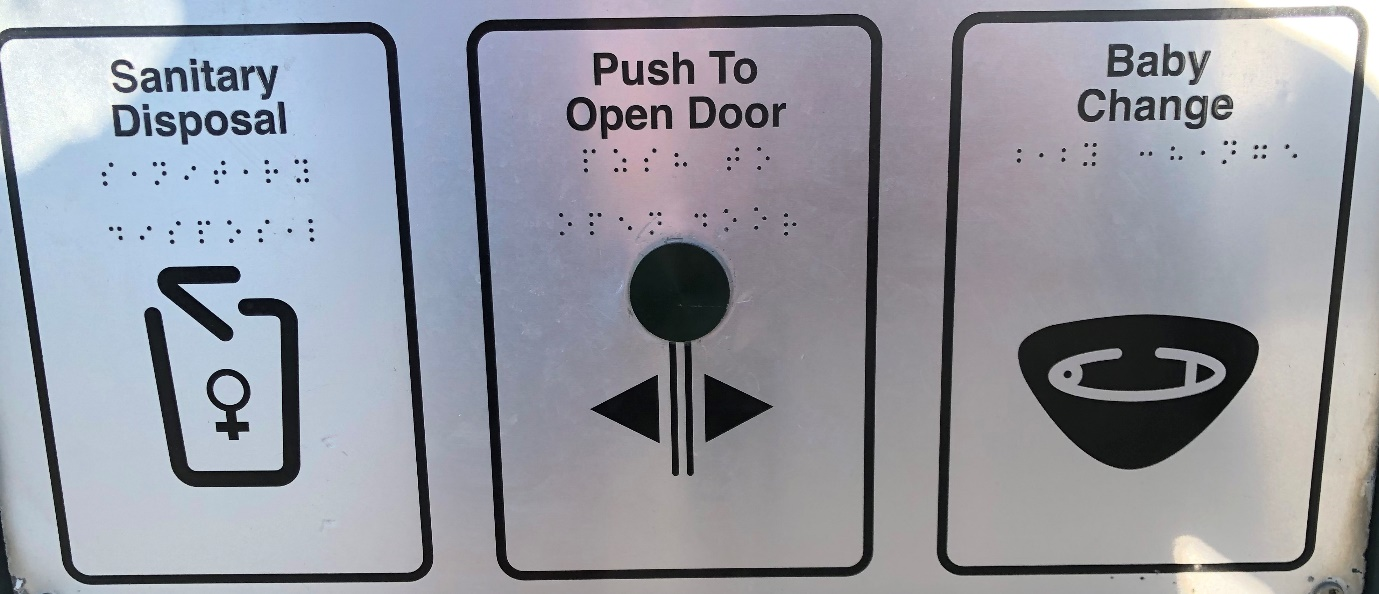 Sanitary
Disposal
⠎⠁⠝⠊⠞⠁⠗⠽
⠙⠊⠎⠏⠕⠎⠁⠇
Push To
Open Door
⠏⠥⠎⠓ ⠞⠕
⠕⠏⠑⠝ ⠙⠕⠕⠗
Baby
Change
⠃⠁⠃⠽ ⠉⠓⠁⠝⠛⠑